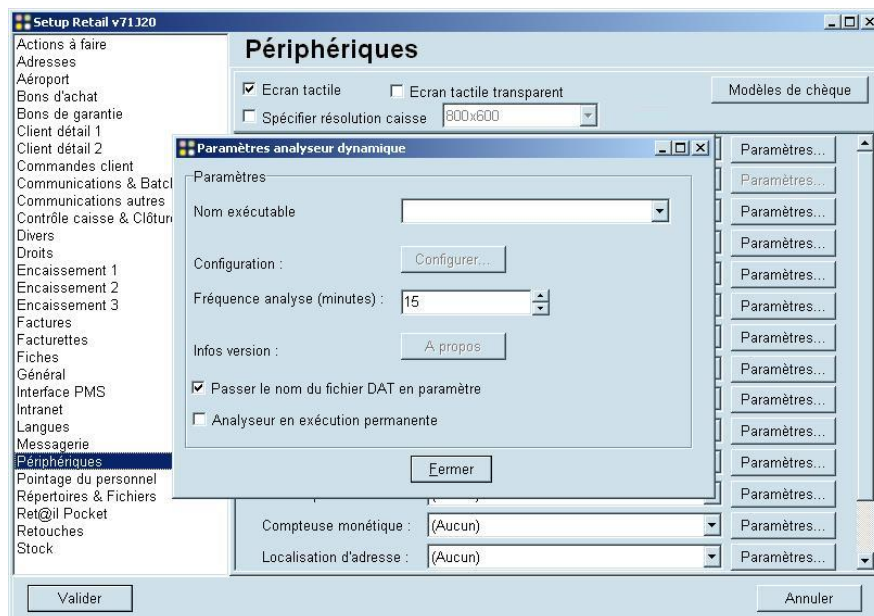 Setup Retail v71J20
Actions à faire
Adresses
Aéroport
Bons d'achat
Bons de garantie
Client détail 1
Client détail 2
Commandes client
Communications & Batch
Communications autres
Contrôle caisse & Clôture
Divers
Droits
Encaissement 1
Encaissement 2
Encaissement 3
Factures
Facturettes
Fiches
Général
Interface PMS
Intranet
Langues
Messagerie
Périphériques
Pointage du personnel
Répertoires & Fichiers
Ret@il Pocket
Retouches
Stock
Périphériques
Ecran tactile
Ecran tactile transparent
Modèles de chèque
Spécifier résolution caisse 800x600
Paramètres analyseur dynamique
Paramètres
Nom exécutable
Configuration : Configurer...
Fréquence analyse (minutes) : 15
Infos version : A propos
Passer le nom du fichier DAT en paramètre
Analyseur en exécution permanente
Fermer
Paramètres...
Paramètres...
Paramètres...
Paramètres...
Paramètres...
Paramètres...
Paramètres...
Paramètres...
Paramètres...
Paramètres...
Paramètres...
Paramètres...
Compteuse monétique : (Aucun) Paramètres...
Localisation d'adresse : (Aucun) Paramètres...
Valider
Annuler